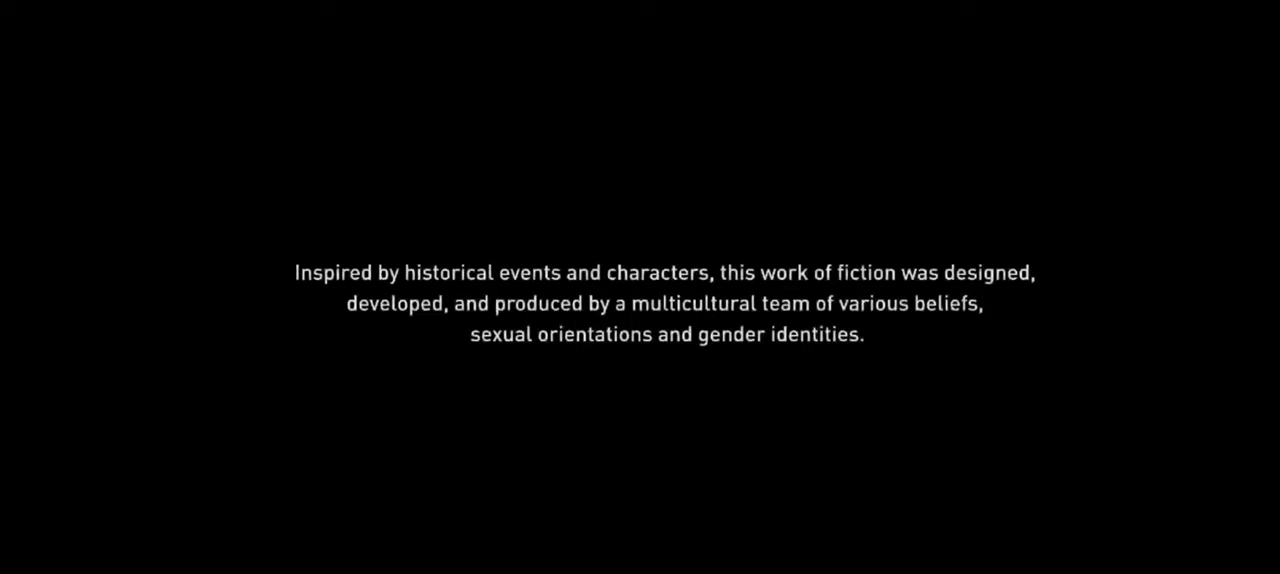 Inspired by historical events and characters, this work of fiction was designed,
developed, and produced by a multicultural team of various beliefs,
sexual orientations and gender identities.